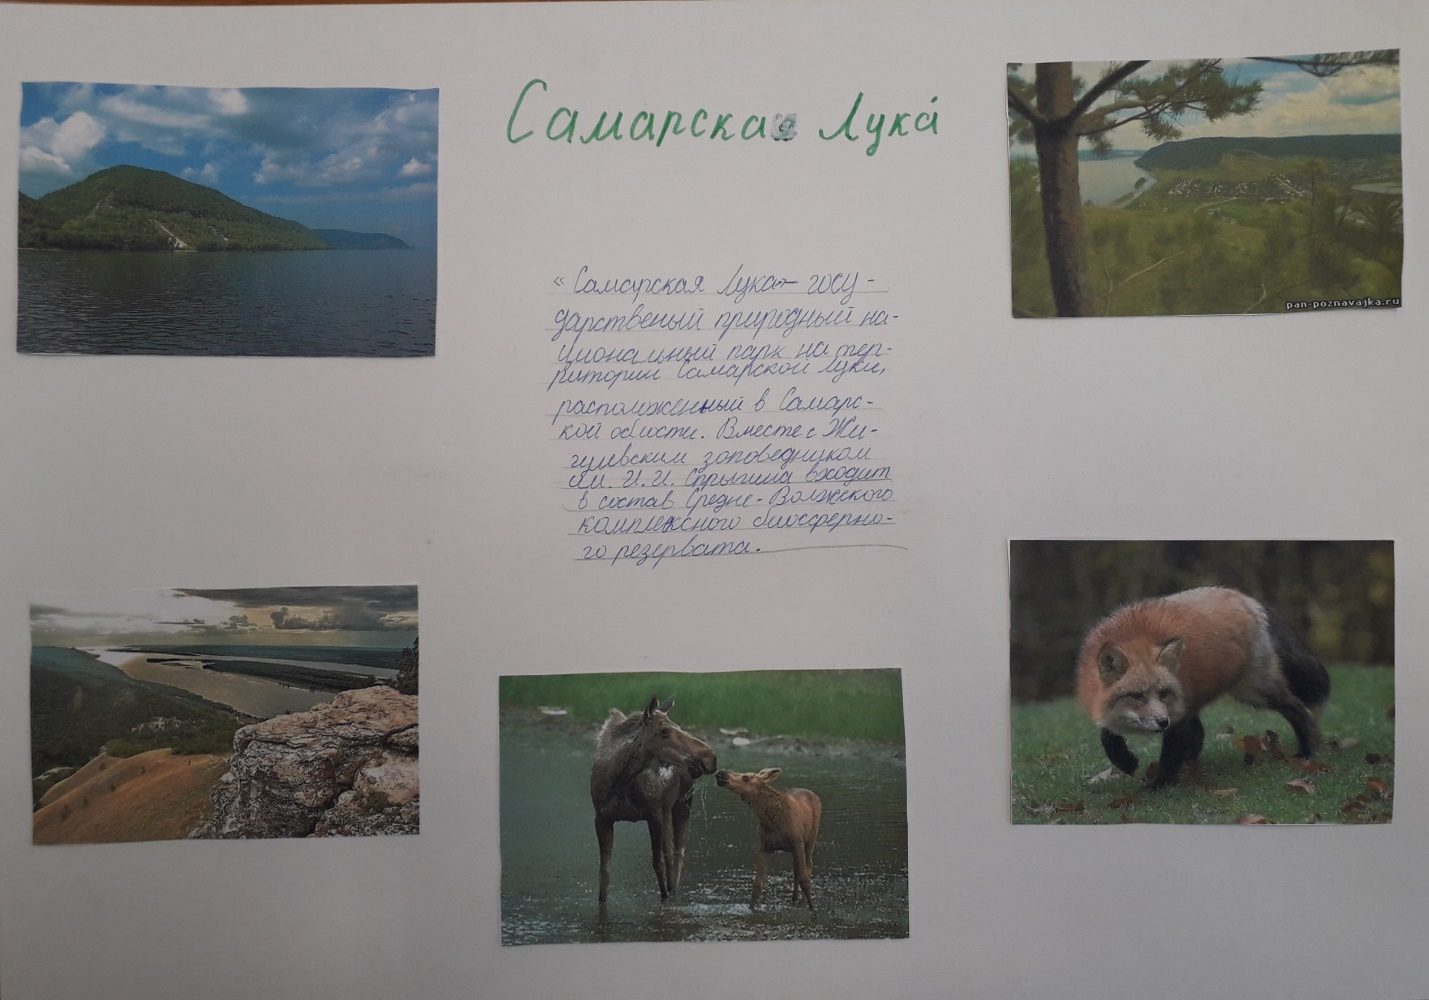 Самарская Лука́
« Самарская Лука — госу-
дарственый природный на-
циональный парк на тер-
ритории Самарской Луки,
расположенный в Самарс-
кой области. Вместе с Жи-
гулевским заповедником
им. И.И. Спрыгина входит
в состав Средне-Волжского
комплексного биосферно-
го резервата.
pan-poznavajka.ru